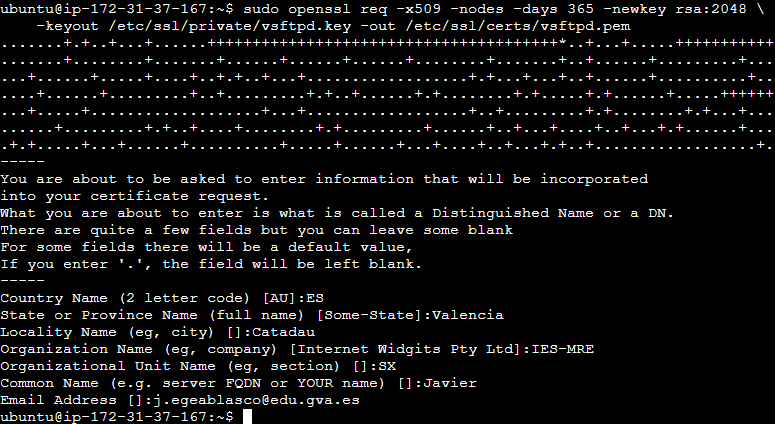 ubuntu@ip-172-31-37-167:~$ sudo openssl req -x509 -nodes -days 365 -newkey rsa:2048 \
    -keyout /etc/ssl/private/vsftpd.key -out /etc/ssl/certs/vsftpd.pem
-----
You are about to be asked to enter information that will be incorporated
into your certificate request.
What you are about to enter is what is called a Distinguished Name or a DN.
There are quite a few fields but you can leave some blank
For some fields there will be a default value,
If you enter '.', the field will be left blank.
-----
Country Name (2 letter code) [AU]:ES
State or Province Name (full name) [Some-State]:Valencia
Locality Name (eg, city) []:Catadau
Organization Name (eg, company) [Internet Widgits Pty Ltd]:IES-MRE
Organizational Unit Name (eg, section) []:SX
Common Name (e.g. server FQDN or YOUR name) []:Javier
Email Address []:j.egeablasco@edu.gva.es
ubuntu@ip-172-31-37-167:~$